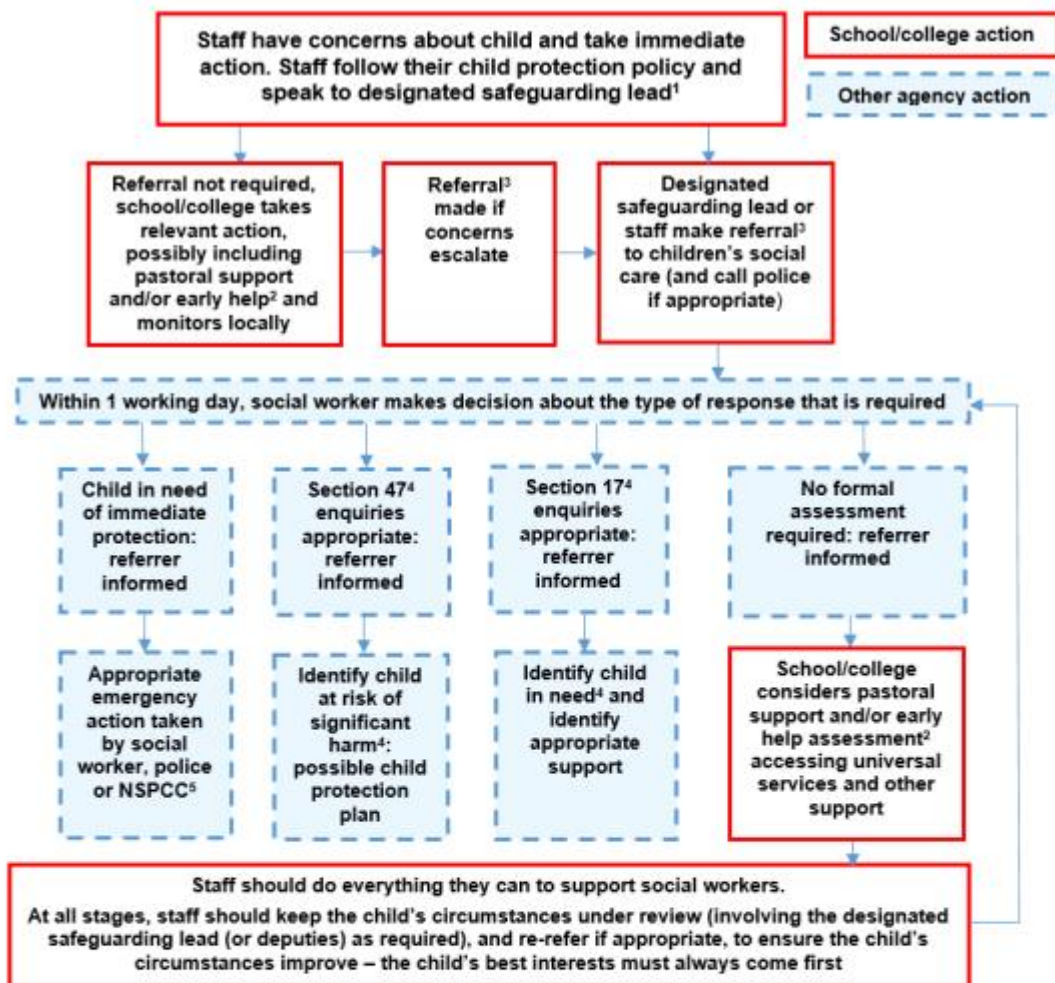 Staff have concerns about child and take immediate
action. Staff follow their child protection policy and
speak to designated safeguarding lead¹
School/college action
Other agency action
Referral not required,
school/college takes
relevant action,
possibly including
pastoral support
and/or early help² and
monitors locally
Referral³
made if
concerns
escalate
Designated
safeguarding lead or
staff make referral³
to children's social
care (and call police
if appropriate)
Within 1 working day, social worker makes decision about the type of response that is required
Child in need
of immediate
protection:
referrer
informed
Section 47⁴
enquiries
appropriate:
referrer
informed
Section 17⁴
enquiries
appropriate:
referrer
informed
No formal
assessment
required: referrer
informed
Appropriate
emergency
action taken
by social
worker, police
or NSPCC⁵
Identify child
at risk of
significant
harm⁴:
possible child
protection
plan
Identify child
in need⁴ and
identify
appropriate
support
School/college
considers pastoral
support and/or early
help assessment²
accessing universal
services and other
support
Staff should do everything they can to support social workers.
At all stages, staff should keep the child's circumstances under review (involving the designated
safeguarding lead (or deputies) as required), and re-refer if appropriate, to ensure the child's
circumstances improve – the child's best interests must always come first